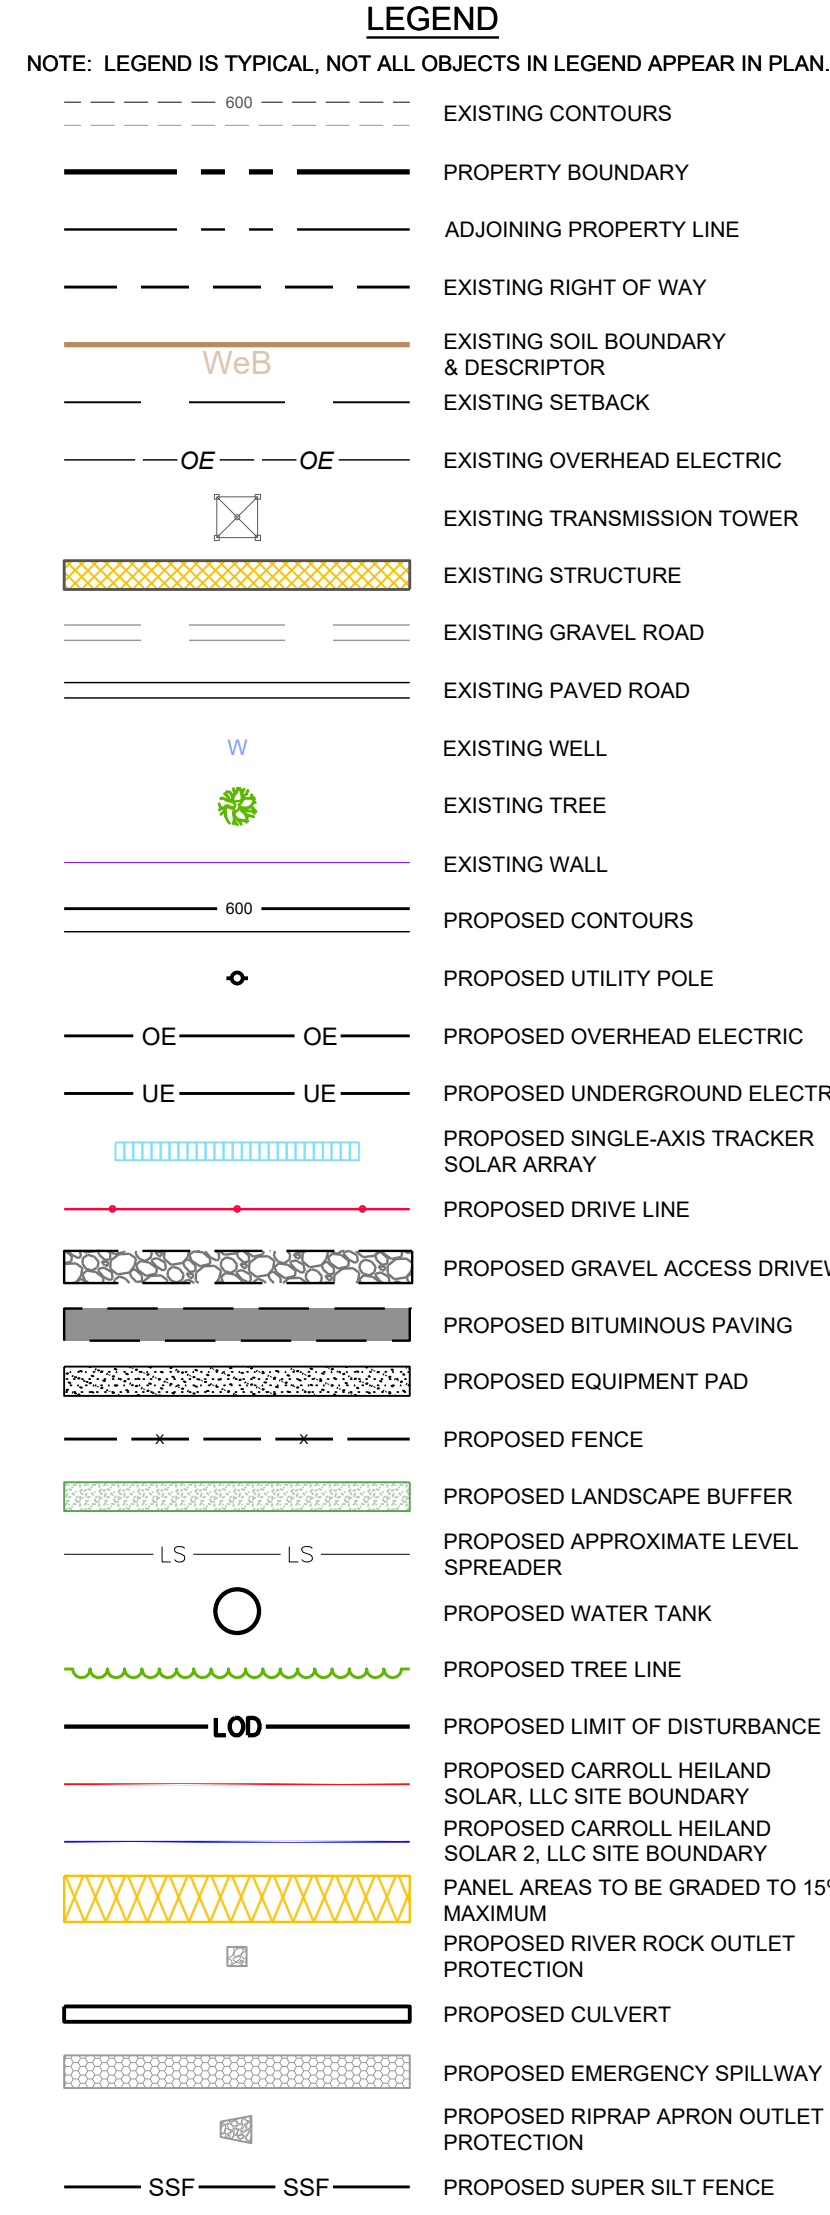 LEGEND
NOTE: LEGEND IS TYPICAL, NOT ALL OBJECTS IN LEGEND APPEAR IN PLAN.
600 EXISTING CONTOURS
PROPERTY BOUNDARY
ADJOINING PROPERTY LINE
EXISTING RIGHT OF WAY
EXISTING SOIL BOUNDARY
WeB & DESCRIPTOR
EXISTING SETBACK
OE OE EXISTING OVERHEAD ELECTRIC
EXISTING TRANSMISSION TOWER
EXISTING STRUCTURE
EXISTING GRAVEL ROAD
EXISTING PAVED ROAD
W EXISTING WELL
EXISTING TREE
EXISTING WALL
600 PROPOSED CONTOURS
PROPOSED UTILITY POLE
OE OE PROPOSED OVERHEAD ELECTRIC
UE UE PROPOSED UNDERGROUND ELECTR
PROPOSED SINGLE-AXIS TRACKER
SOLAR ARRAY
PROPOSED DRIVE LINE
PROPOSED GRAVEL ACCESS DRIVEW
PROPOSED BITUMINOUS PAVING
PROPOSED EQUIPMENT PAD
x x PROPOSED FENCE
PROPOSED LANDSCAPE BUFFER
LS LS PROPOSED APPROXIMATE LEVEL
SPREADER
PROPOSED WATER TANK
PROPOSED TREE LINE
LOD PROPOSED LIMIT OF DISTURBANCE
PROPOSED CARROLL HEILAND
SOLAR, LLC SITE BOUNDARY
PROPOSED CARROLL HEILAND
SOLAR 2, LLC SITE BOUNDARY
PANEL AREAS TO BE GRADED TO 15%
MAXIMUM
PROPOSED RIVER ROCK OUTLET
PROTECTION
PROPOSED CULVERT
PROPOSED EMERGENCY SPILLWAY
PROPOSED RIPRAP APRON OUTLET
PROTECTION
SSF SSF PROPOSED SUPER SILT FENCE